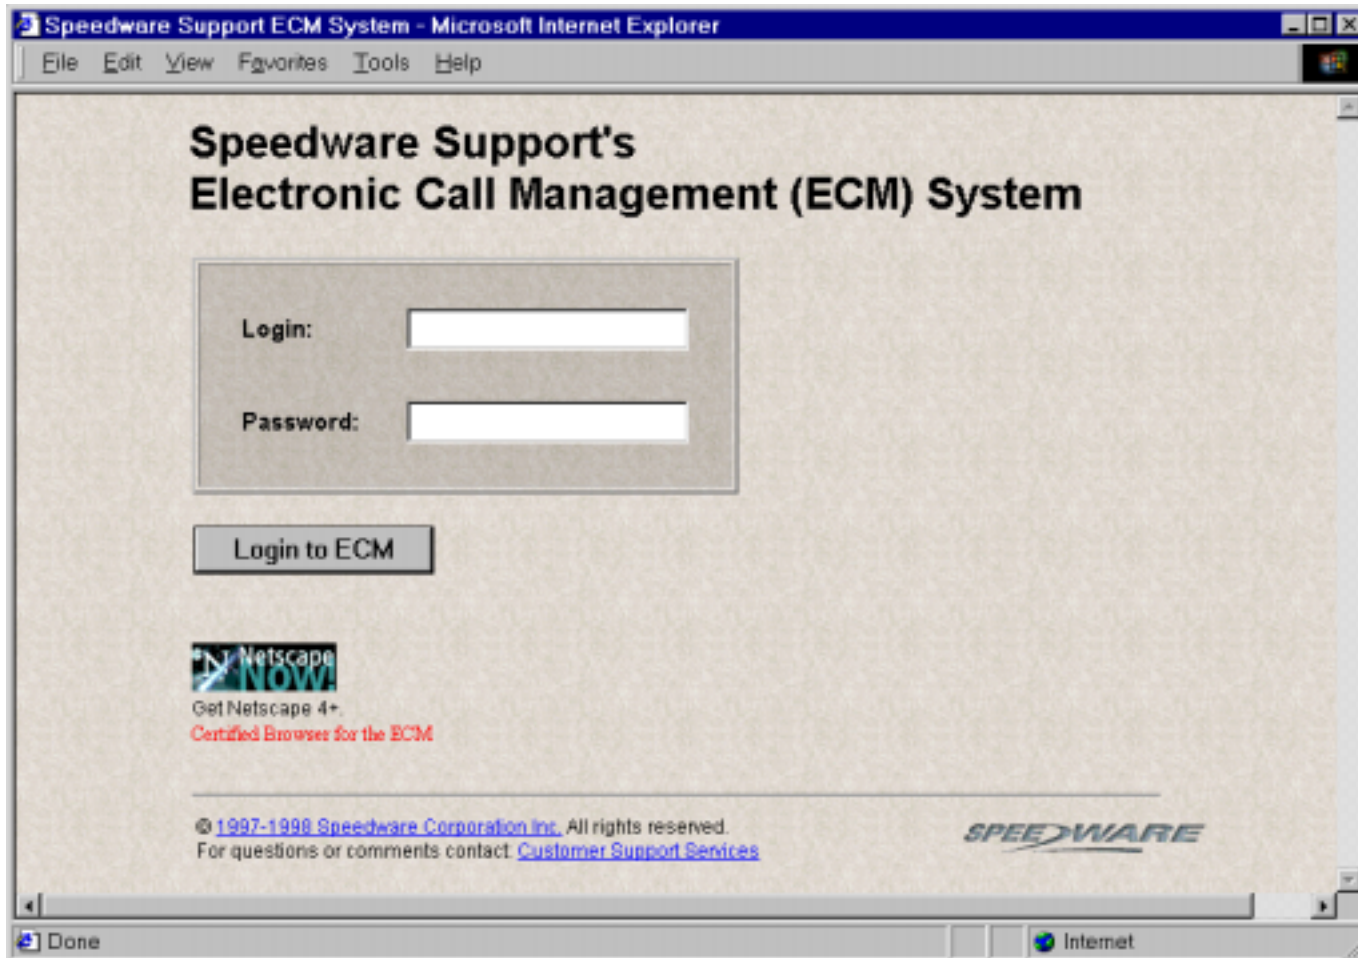 Speedware Support ECM System - Microsoft Internet Explorer
File Edit View Favorites Tools Help
Speedware Support's
Electronic Call Management (ECM) System
Login:
Password:
Login to ECM
N Netscape
NOW!
Get Netscape 4+.
Certified Browser for the ECM
© 1997-1998 Speedware Corporation Inc. All rights reserved.
For questions or comments contact: Customer Support Services
SPEEDWARE
Done
Internet